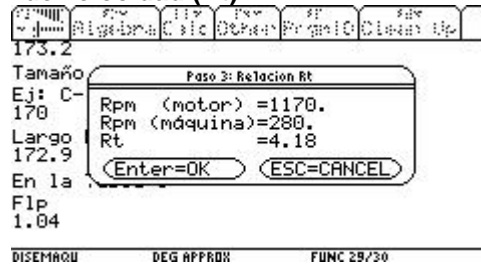 Algebra Calc Other PrgmIO Clean Up
173.2
Tamaño
Paso 3: Relacion Rt
Ej: C-
Rpm (motor) =1170.
170
Rpm (máquina)=280.
Largo
Rt =4.18
172.9
Enter=OK ESC=CANCEL
En la
Flp
1.04
DISEMAQU DEG APPROX FUNC 29/30